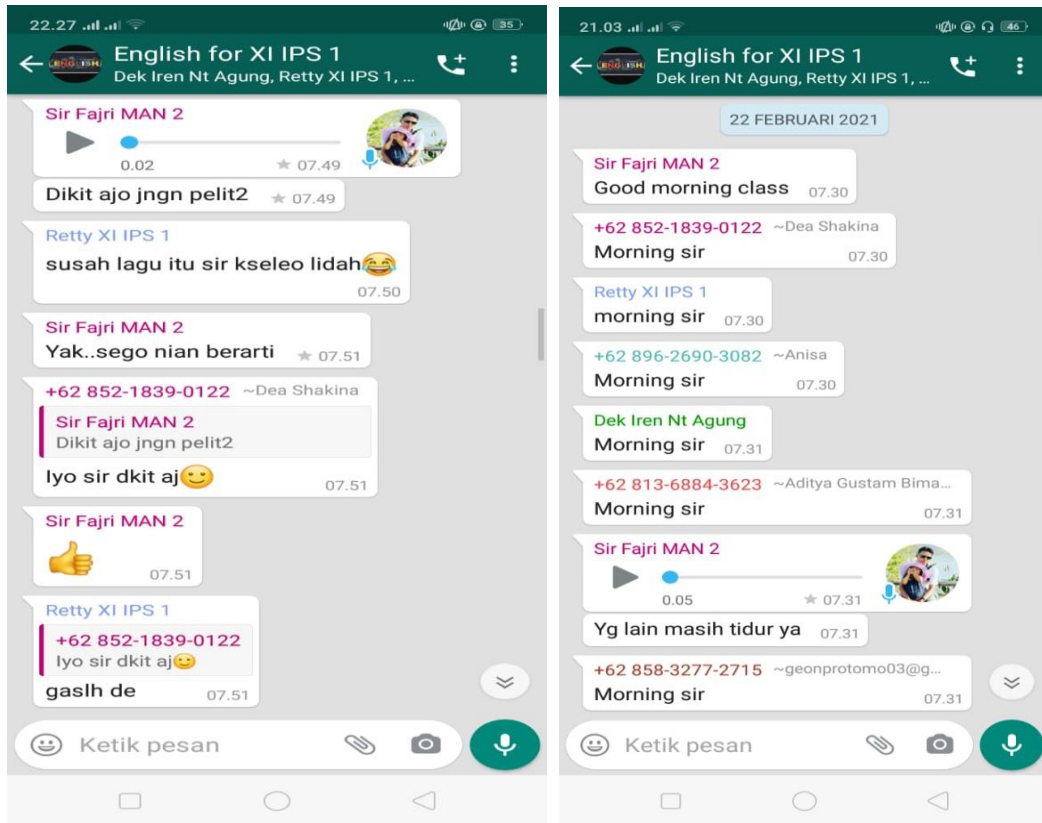 22.27
35
English for XI IPS 1
Dek Iren Nt Agung, Retty XI IPS 1, ...
Sir Fajri MAN 2
0.02
07.49
Dikit ajo jngn pelit2
07.49
Retty XI IPS 1
susah lagu itu sir kseleo lidah😂
07.50
Sir Fajri MAN 2
Yak..sego nian berarti
07.51
+62 852-1839-0122 ~Dea Shakina
Sir Fajri MAN 2
Dikit ajo jngn pelit2
Iyo sir dkit aj🙂
07.51
Sir Fajri MAN 2
👍
07.51
Retty XI IPS 1
+62 852-1839-0122
Iyo sir dkit aj🙂
gaslh de
07.51
Ketik pesan
21.03
46
English for XI IPS 1
Dek Iren Nt Agung, Retty XI IPS 1, ...
22 FEBRUARI 2021
Sir Fajri MAN 2
Good morning class
07.30
+62 852-1839-0122 ~Dea Shakina
Morning sir
07.30
Retty XI IPS 1
morning sir
07.30
+62 896-2690-3082 ~Anisa
Morning sir
07.30
Dek Iren Nt Agung
Morning sir
07.31
+62 813-6884-3623 ~Aditya Gustam Bima...
Morning sir
07.31
Sir Fajri MAN 2
0.05
07.31
Yg lain masih tidur ya
07.31
+62 858-3277-2715 ~geonprotomo03@g...
Morning sir
07.31
Ketik pesan